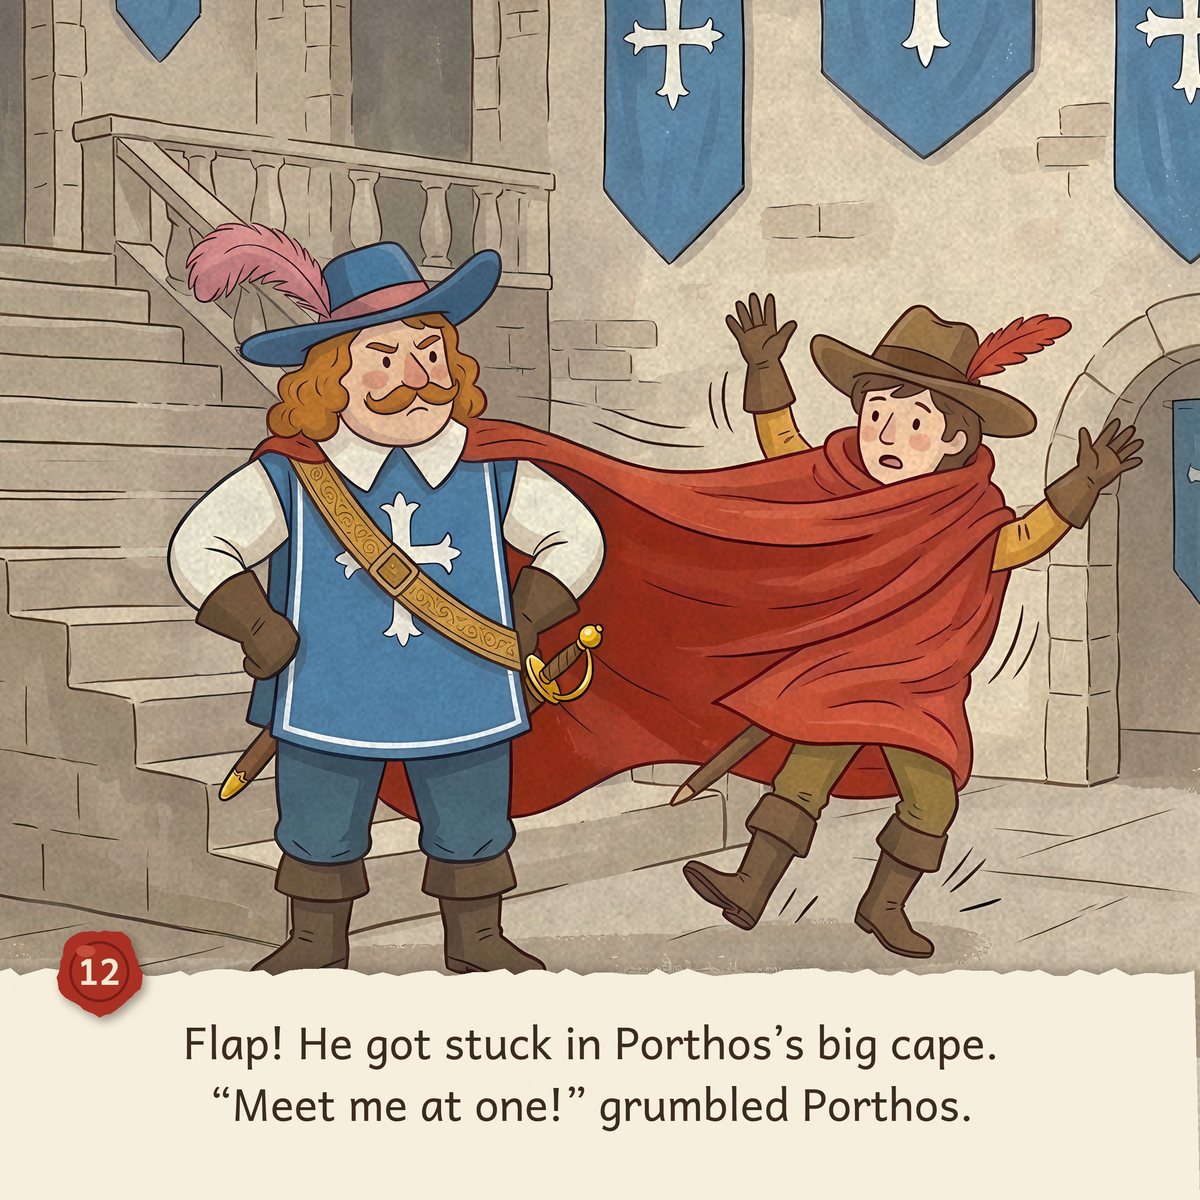 12
Flap! He got stuck in Porthos’s big cape.
“Meet me at one!” grumbled Porthos.